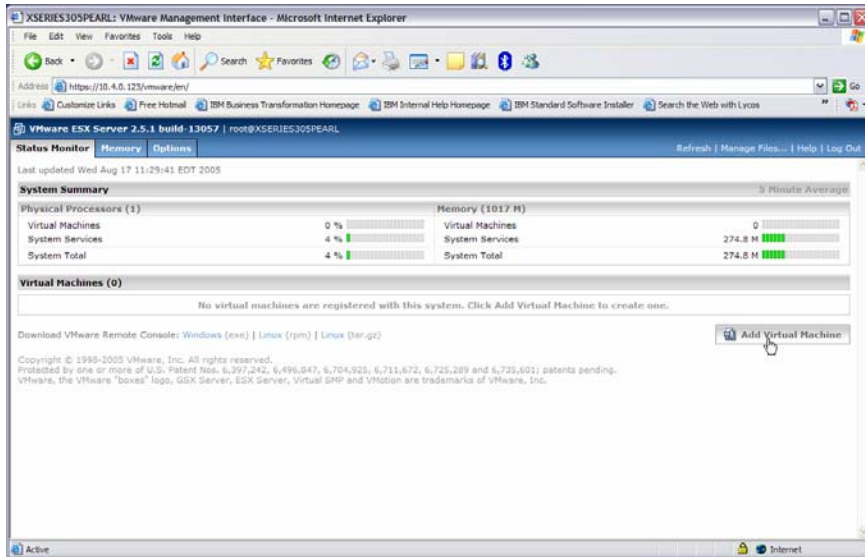 XSERIES305PEARL: VMware Management Interface - Microsoft Internet Explorer
File Edit View Favorites Tools Help
Back Search Favorites
Address https://10.4.0.123/vmware/en/ Go
Links Customize Links Free Hotmail IBM Business Transformation Homepage IBM Internal Help Homepage IBM Standard Software Installer Search the Web with Lycos »
VMware ESX Server 2.5.1 build-13057 | root@XSERIES305PEARL
Status Monitor Memory Options Refresh | Manage Files... | Help | Log Out
Last updated Wed Aug 17 11:29:41 EDT 2005
System Summary 5 Minute Average
Physical Processors (1) Memory (1017 M)
Virtual Machines 0 % Virtual Machines 0
System Services 4 % System Services 274.8 M
System Total 4 % System Total 274.8 M
Virtual Machines (0)
No virtual machines are registered with this system. Click Add Virtual Machine to create one.
Download VMware Remote Console: Windows (exe) | Linux (rpm) | Linux (tar.gz) Add Virtual Machine
Copyright © 1998-2005 VMware, Inc. All rights reserved.
Protected by one or more of U.S. Patent Nos. 6,397,242, 6,496,847, 6,704,925, 6,711,672, 6,725,289 and 6,735,601; patents pending.
VMware, the VMware "boxes" logo, GSX Server, ESX Server, Virtual SMP and VMotion are trademarks of VMware, Inc.
Active Internet